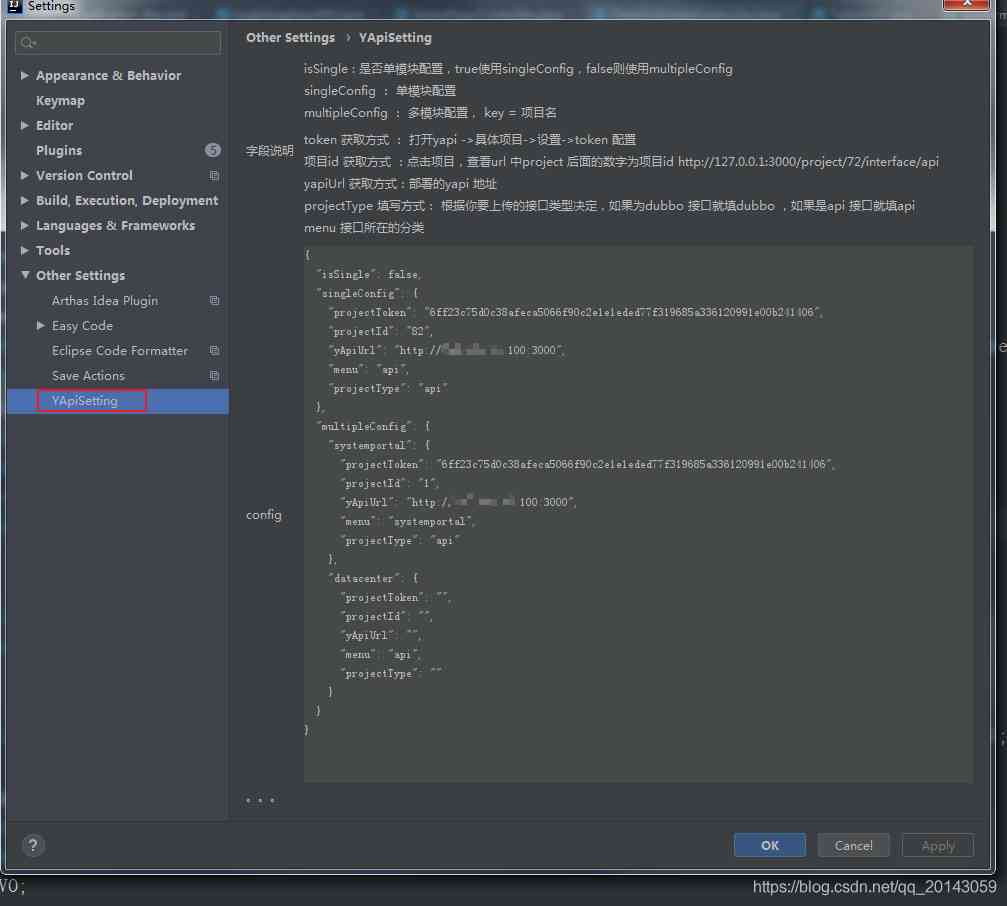 Settings
Other Settings › YApiSetting
Appearance & Behavior
Keymap
Editor
Plugins 5
Version Control
Build, Execution, Deployment
Languages & Frameworks
Tools
Other Settings
Arthas Idea Plugin
Easy Code
Eclipse Code Formatter
Save Actions
YApiSetting
字段说明
isSingle : 是否单模块配置，true使用singleConfig，false则使用multipleConfig
singleConfig ： 单模块配置
multipleConfig ： 多模块配置， key = 项目名
token 获取方式 ： 打开yapi ->具体项目->设置->token 配置
项目id 获取方式 ：点击项目，查看url 中project 后面的数字为项目id http://127.0.0.1:3000/project/72/interface/api
yapiUrl 获取方式：部署的yapi 地址
projectType 填写方式： 根据你要上传的接口类型决定，如果为dubbo 接口就填dubbo ，如果是api 接口就填api
menu 接口所在的分类
config
{
"isSingle": false,
"singleConfig": {
"projectToken": "6ff23c75d0c38afeca5066f90c2e1e1eded77f319685a336120991e00b241406",
"projectId": "82",
"yApiUrl": "http:// 100:3000",
"menu": "api",
"projectType": "api"
},
"multipleConfig": {
"systemportal": {
"projectToken": "6ff23c75d0c38afeca5066f90c2e1e1eded77f319685a336120991e00b241406",
"projectId": "1",
"yApiUrl": "http:/ 100:3000",
"menu": "systemportal",
"projectType": "api"
},
"datacenter": {
"projectToken": "",
"projectId": "",
"yApiUrl": "",
"menu": "api",
"projectType": ""
}
}
}
...
?
OK Cancel Apply
VO;
https://blog.csdn.net/qq_20143059